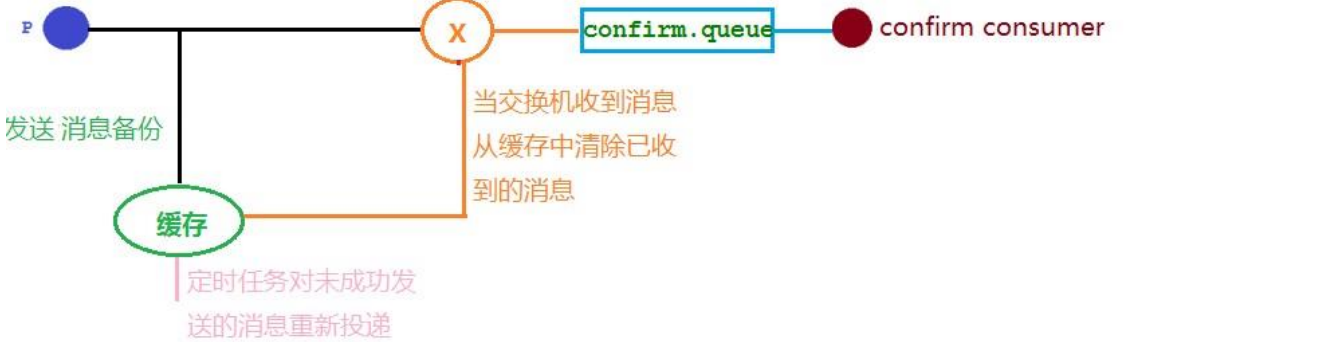 P
X
confirm.queue
confirm consumer
当交换机收到消息
从缓存中清除已收
到的消息
发送 消息备份
缓存
定时任务对未成功发
送的消息重新投递